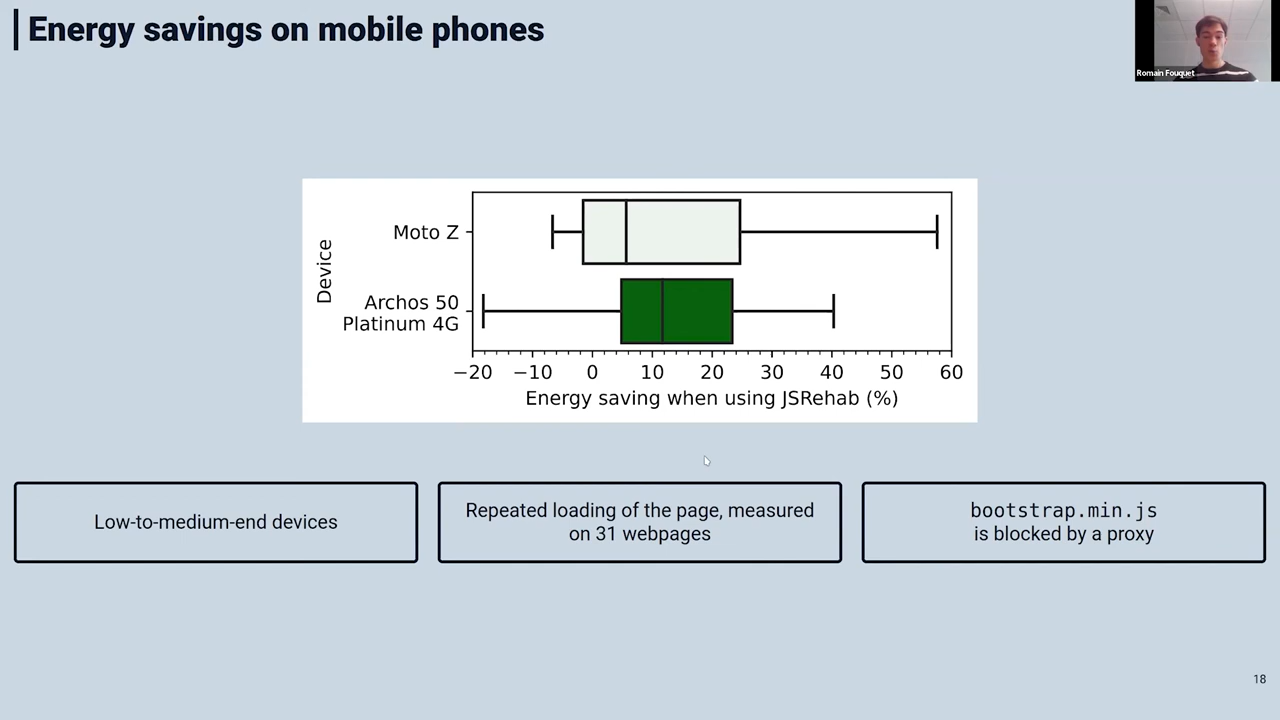 Energy savings on mobile phones
Romain Fouquet
Device
Moto Z
Archos 50
Platinum 4G
−20 −10 0 10 20 30 40 50 60
Energy saving when using JSRehab (%)
Low-to-medium-end devices
Repeated loading of the page, measured
on 31 webpages
bootstrap.min.js
is blocked by a proxy
18